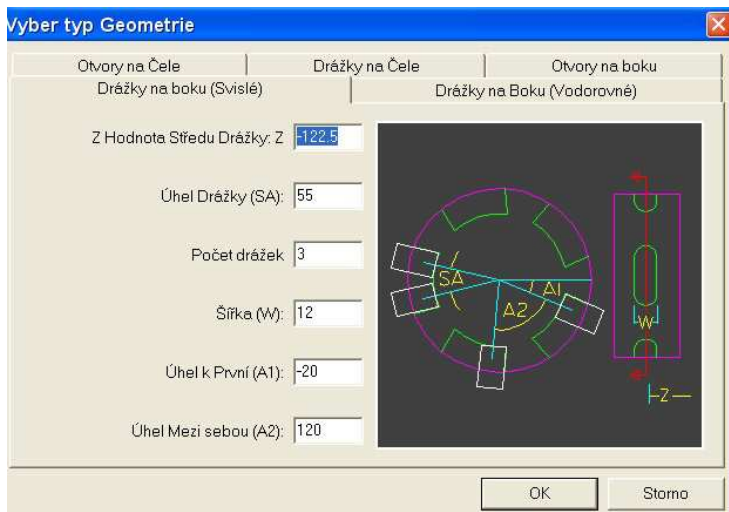 Vyber typ Geometrie
Otvory na Čele
Drážky na Čele
Otvory na boku
Drážky na boku (Svislé)
Drážky na Boku (Vodorovné)
Z Hodnota Středu Drážky: Z
-122.5
Úhel Drážky (SA):
55
Počet drážek
3
Šířka (W):
12
Úhel k První (A1):
-20
Úhel Mezi sebou (A2):
120
SA
A1
A2
W
Z
OK
Storno